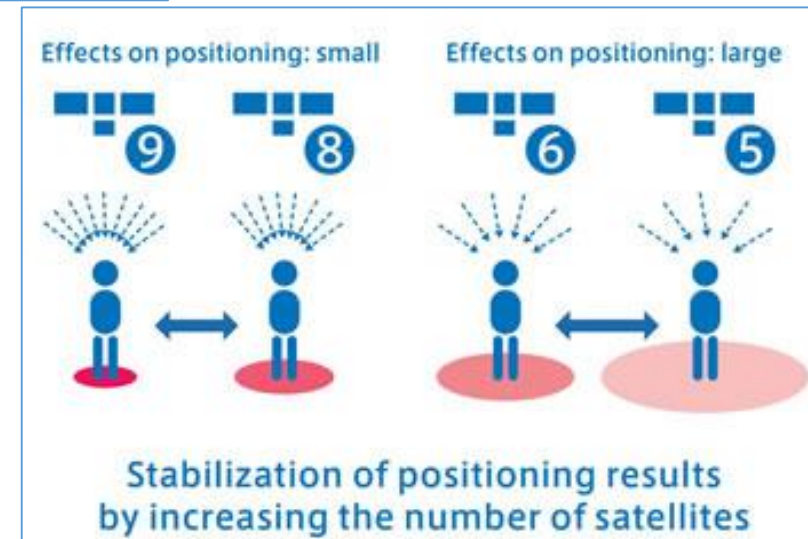 Effects on positioning: small
Effects on positioning: large
9
8
6
5
Stabilization of positioning results
by increasing the number of satellites